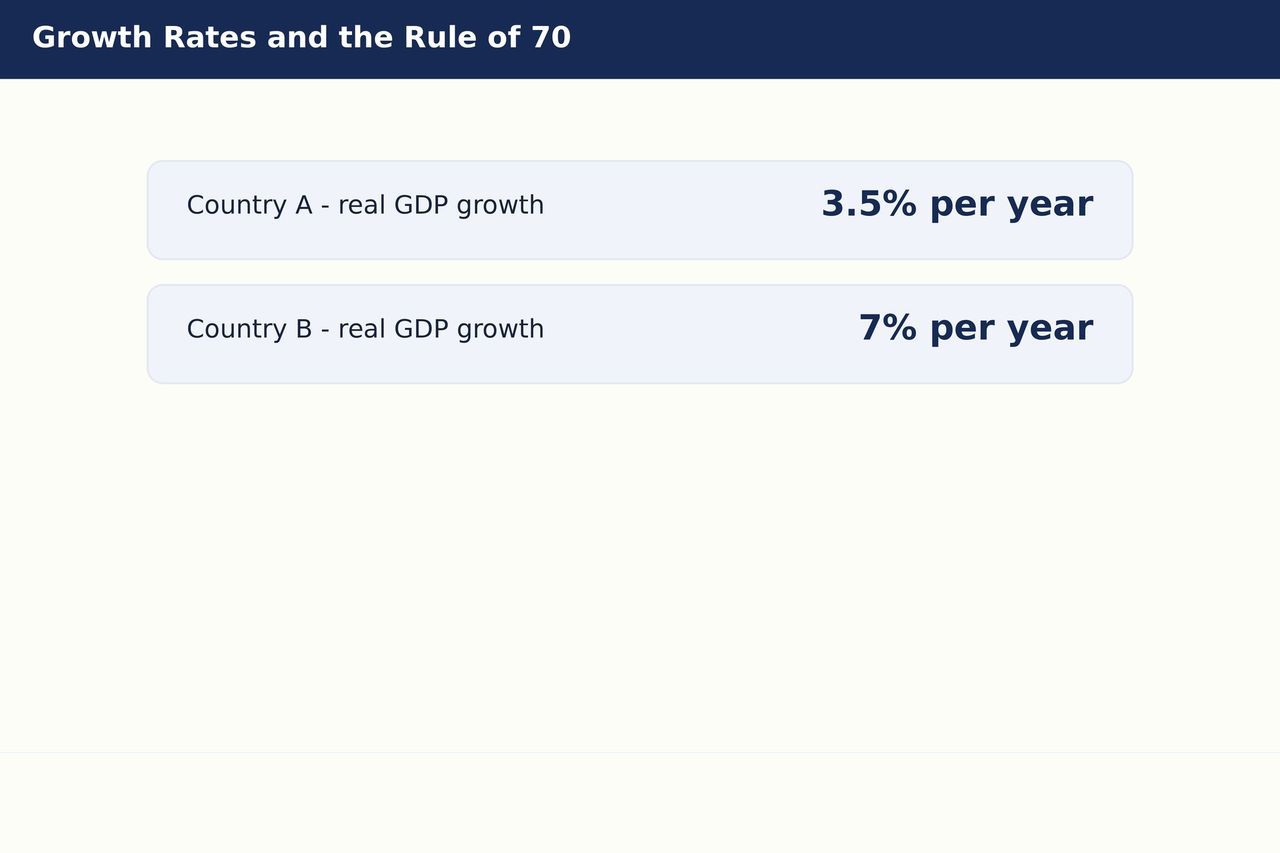 Growth Rates and the Rule of 70
Country A - real GDP growth
3.5% per year
Country B - real GDP growth
7% per year